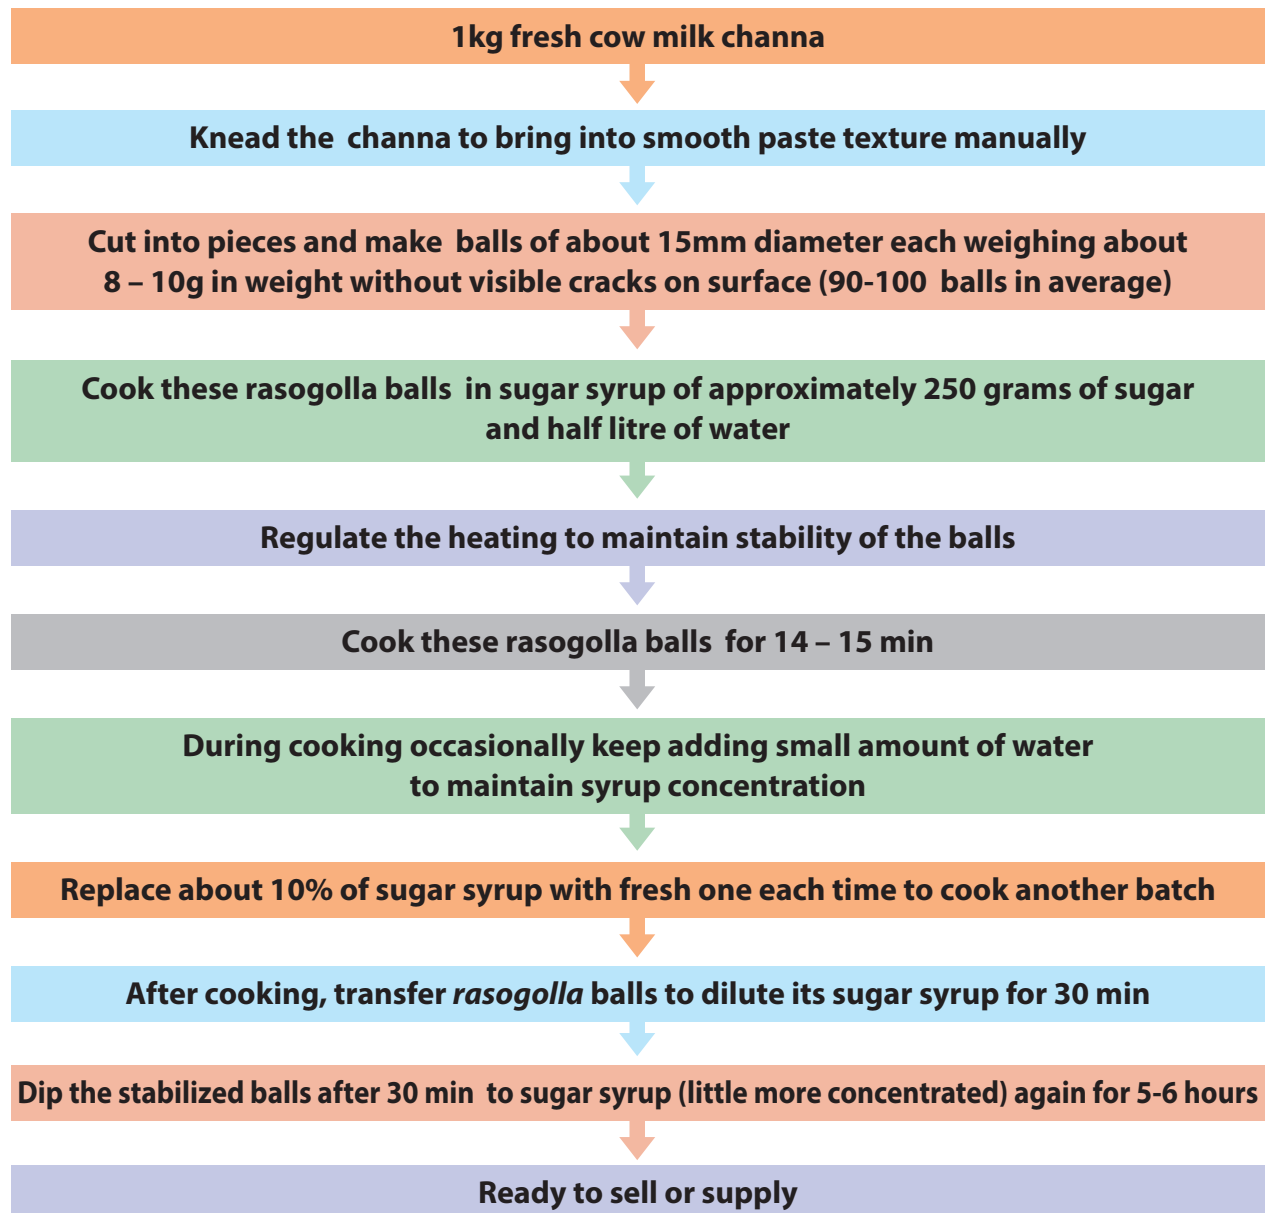 1kg fresh cow milk channa
Knead the channa to bring into smooth paste texture manually
Cut into pieces and make balls of about 15mm diameter each weighing about
8 – 10g in weight without visible cracks on surface (90-100 balls in average)
Cook these rasogolla balls in sugar syrup of approximately 250 grams of sugar
and half litre of water
Regulate the heating to maintain stability of the balls
Cook these rasogolla balls for 14 – 15 min
During cooking occasionally keep adding small amount of water
to maintain syrup concentration
Replace about 10% of sugar syrup with fresh one each time to cook another batch
After cooking, transfer rasogolla balls to dilute its sugar syrup for 30 min
Dip the stabilized balls after 30 min to sugar syrup (little more concentrated) again for 5-6 hours
Ready to sell or supply